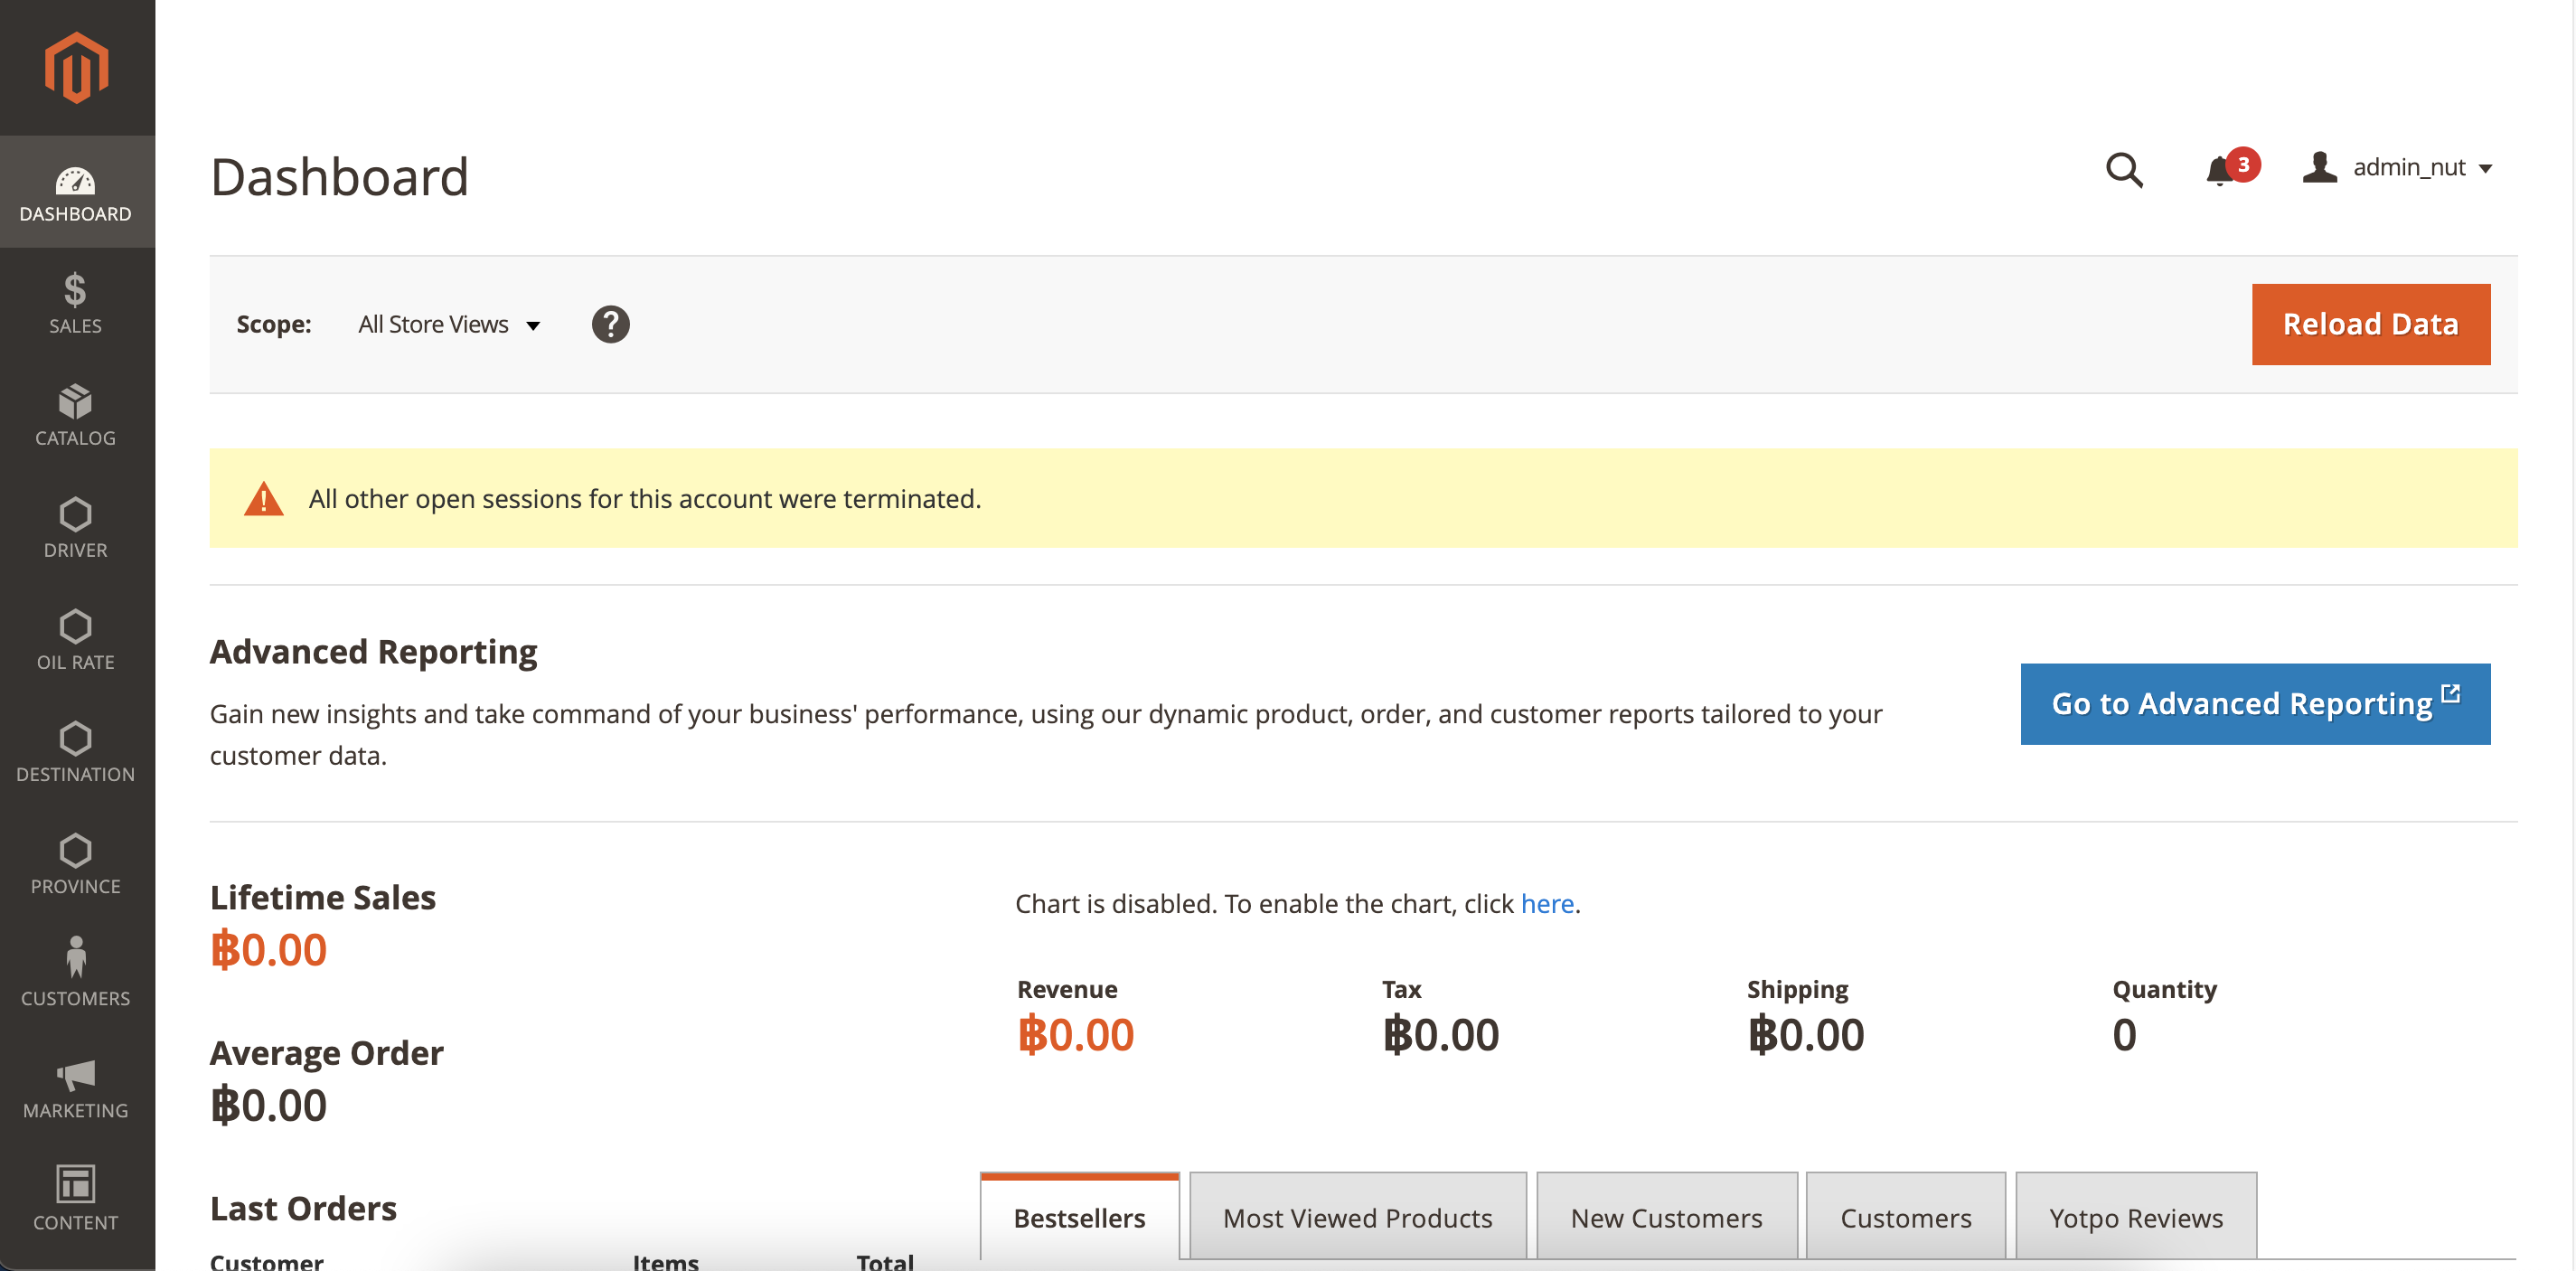 DASHBOARD
SALES
CATALOG
DRIVER
OIL RATE
DESTINATION
PROVINCE
CUSTOMERS
MARKETING
CONTENT
Dashboard
3
admin_nut
Scope:
All Store Views
?
Reload Data
All other open sessions for this account were terminated.
Advanced Reporting
Gain new insights and take command of your business' performance, using our dynamic product, order, and customer reports tailored to your
customer data.
Go to Advanced Reporting
Lifetime Sales
฿0.00
Average Order
฿0.00
Last Orders
Customer Items Total
Chart is disabled. To enable the chart, click here.
Revenue Tax Shipping Quantity
฿0.00 ฿0.00 ฿0.00 0
Bestsellers Most Viewed Products New Customers Customers Yotpo Reviews